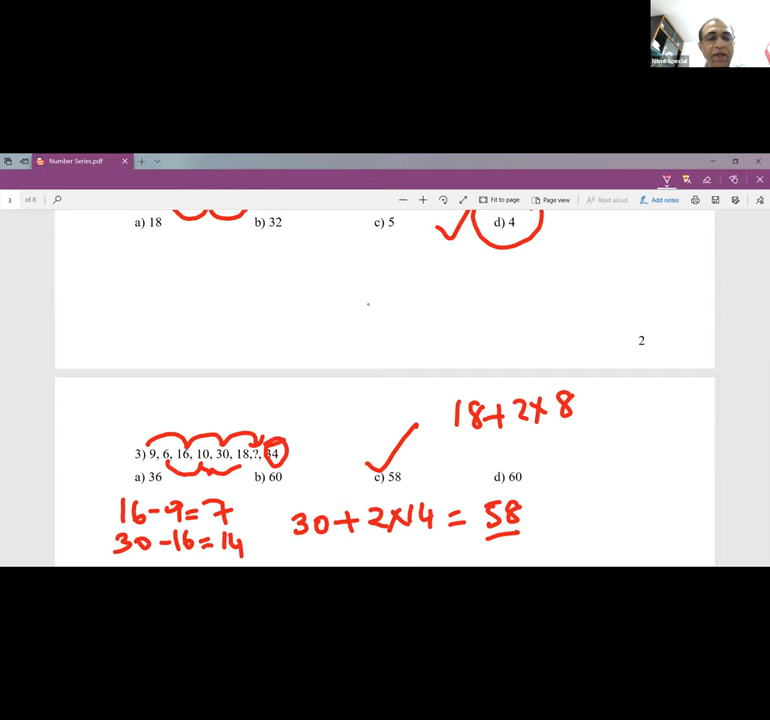 Nimo Special
Number Series.pdf
3 of 8
Fit to page
Page view
Read aloud
Add notes
a) 18 b) 32 c) 5 d) 4
2
18+2×8
3) 9, 6, 16, 10, 30, 18,?, 34
a) 36 b) 60 c) 58 d) 60
16-9=7
30+2×14=58
30-16=14